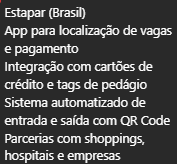 Estapar (Brasil)
App para localização de vagas
e pagamento
Integração com cartões de
crédito e tags de pedágio
Sistema automatizado de
entrada e saída com QR Code
Parcerias com shoppings,
hospitais e empresas